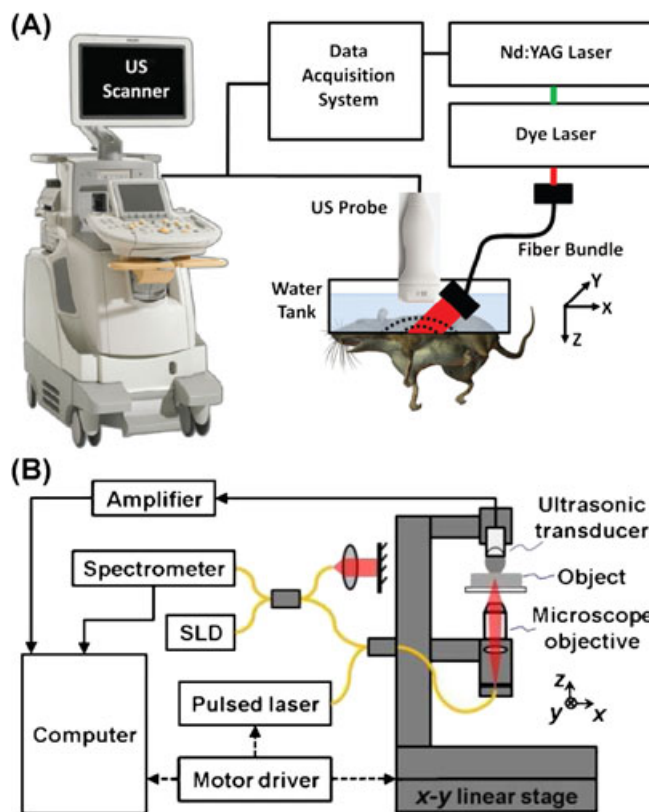 (A)
US
Scanner
Data
Acquisition
System
Nd:YAG Laser
Dye Laser
US Probe
Fiber Bundle
Water
Tank
Y
X
Z
(B)
Amplifier
Ultrasonic
transducer
Spectrometer
Object
SLD
Microscope
objective
Pulsed laser
z
y
x
Computer
Motor driver
x-y linear stage